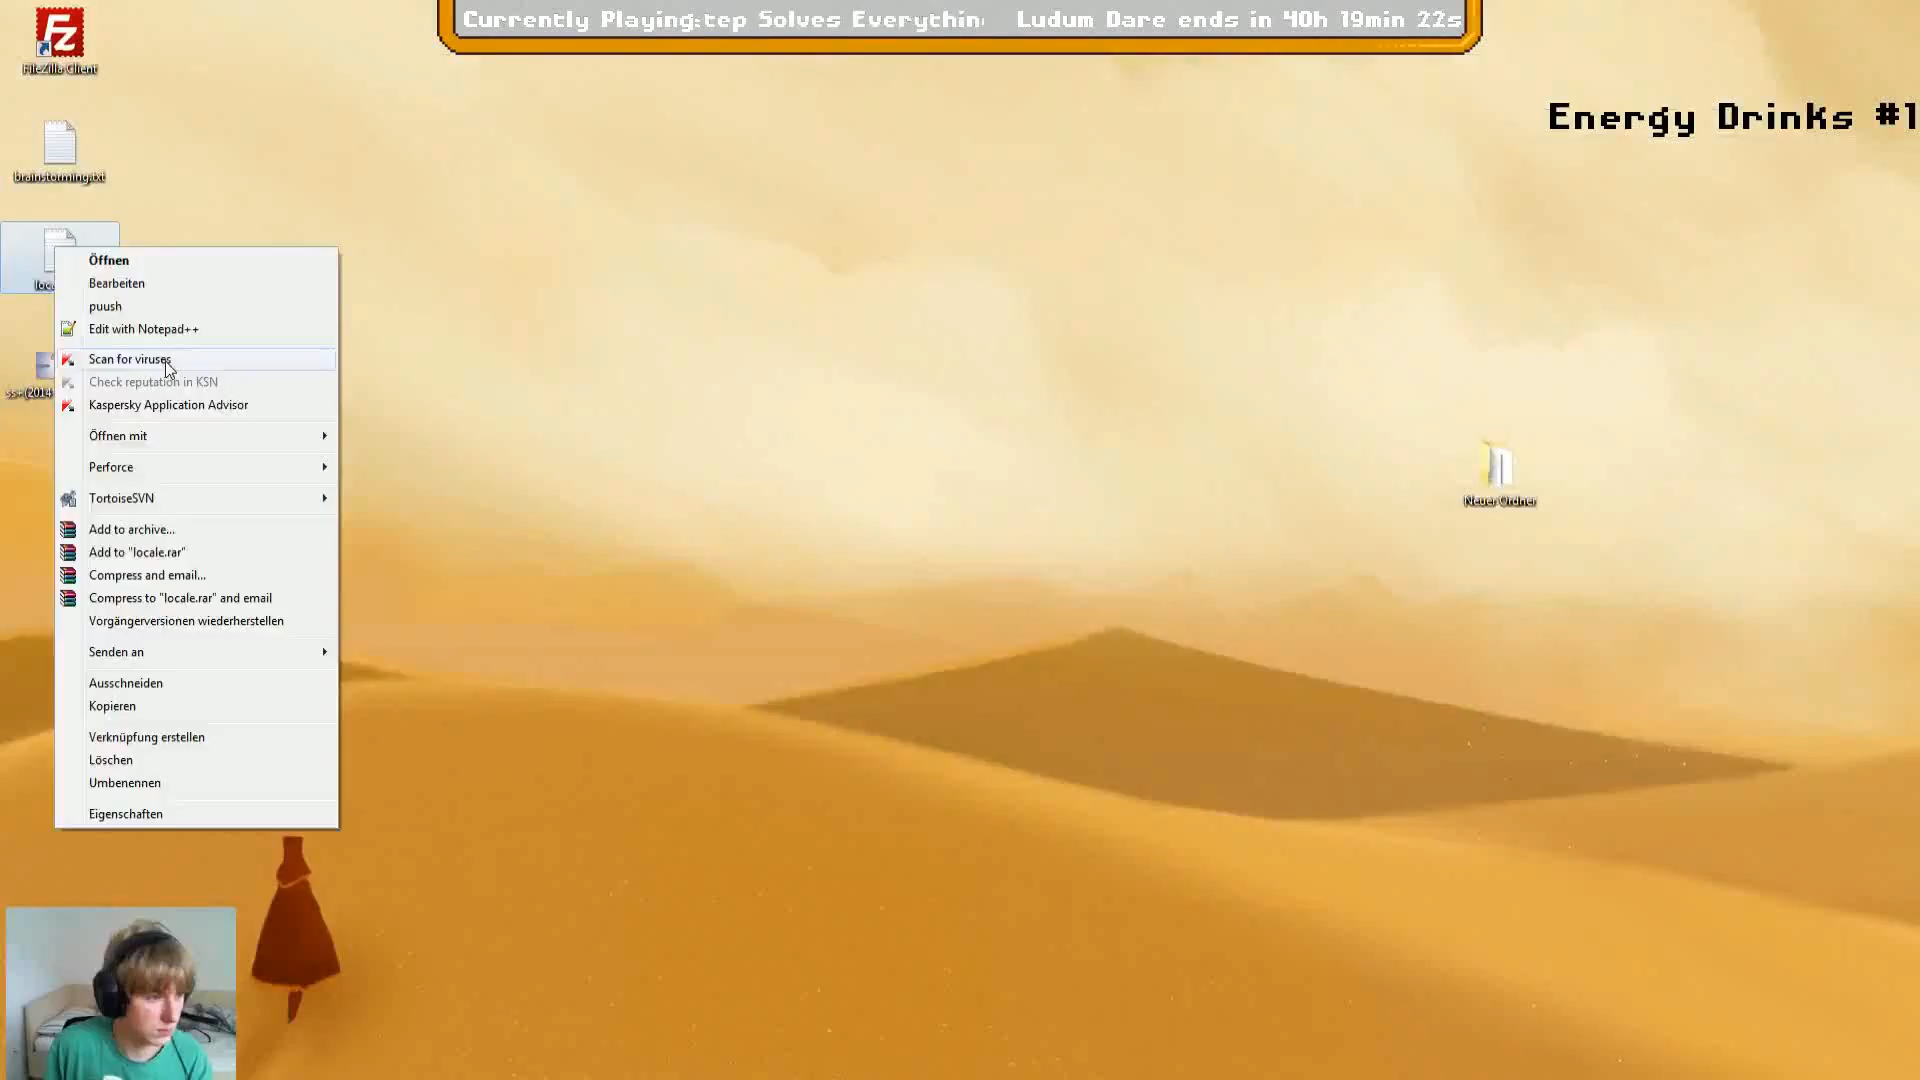 Currently Playing:tep Solves Everythin
Ludum Dare ends in 40h 19min 22s
Energy Drinks #1
FileZilla Client
brainstorming.txt
loca
ss+(2014
Öffnen
Bearbeiten
puush
Edit with Notepad++
Scan for viruses
Check reputation in KSN
Kaspersky Application Advisor
Öffnen mit
Perforce
TortoiseSVN
Add to archive...
Add to "locale.rar"
Compress and email...
Compress to "locale.rar" and email
Vorgängerversionen wiederherstellen
Senden an
Ausschneiden
Kopieren
Verknüpfung erstellen
Löschen
Umbenennen
Eigenschaften
Neuer Ordner